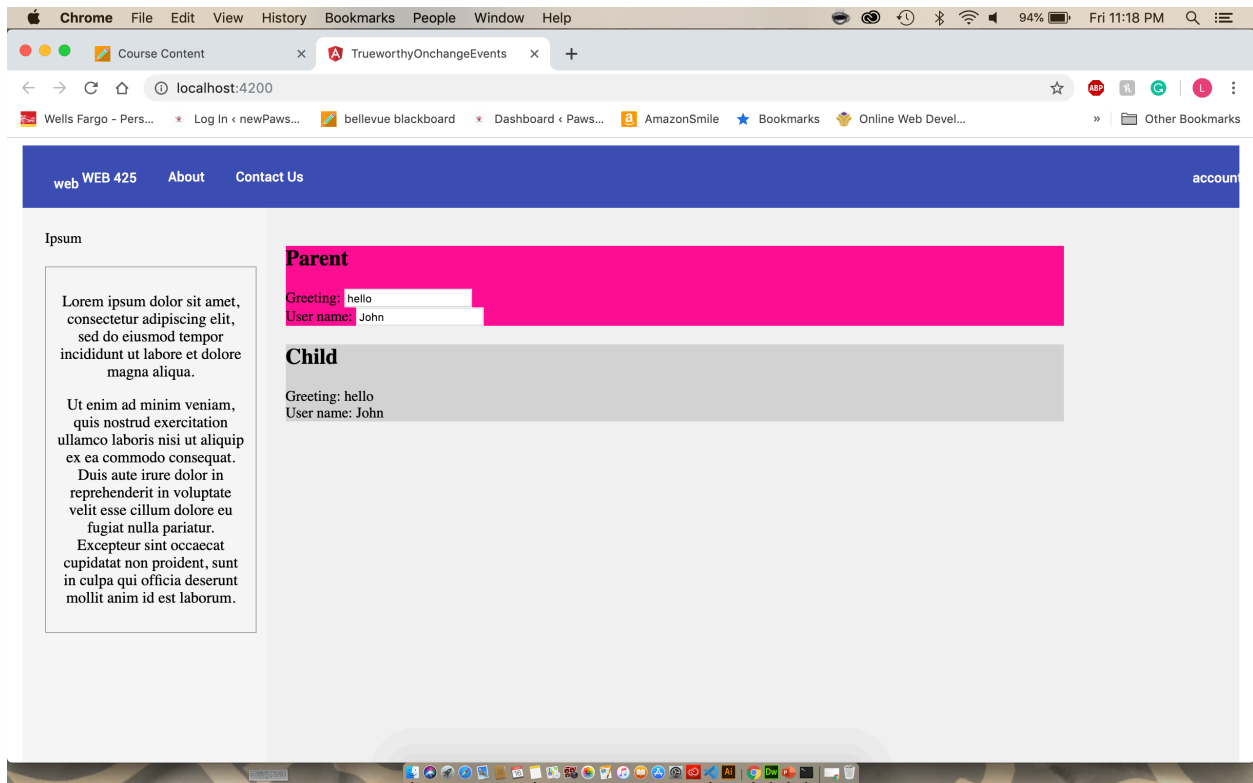 Chrome File Edit View History Bookmarks People Window Help 94% Fri 11:18 PM
Course Content TrueworthyOnchangeEvents
localhost:4200 ABP L
Wells Fargo - Pers... Log In ‹ newPaws... bellevue blackboard Dashboard ‹ Paws... AmazonSmile Bookmarks Online Web Devel... » Other Bookmarks
web WEB 425 About Contact Us account
Ipsum
Lorem ipsum dolor sit amet,
consectetur adipiscing elit,
sed do eiusmod tempor
incididunt ut labore et dolore
magna aliqua.
Ut enim ad minim veniam,
quis nostrud exercitation
ullamco laboris nisi ut aliquip
ex ea commodo consequat.
Duis aute irure dolor in
reprehenderit in voluptate
velit esse cillum dolore eu
fugiat nulla pariatur.
Excepteur sint occaecat
cupidatat non proident, sunt
in culpa qui officia deserunt
mollit anim id est laborum.
Parent
Greeting: hello
User name: John
Child
Greeting: hello
User name: John
Ai Dw